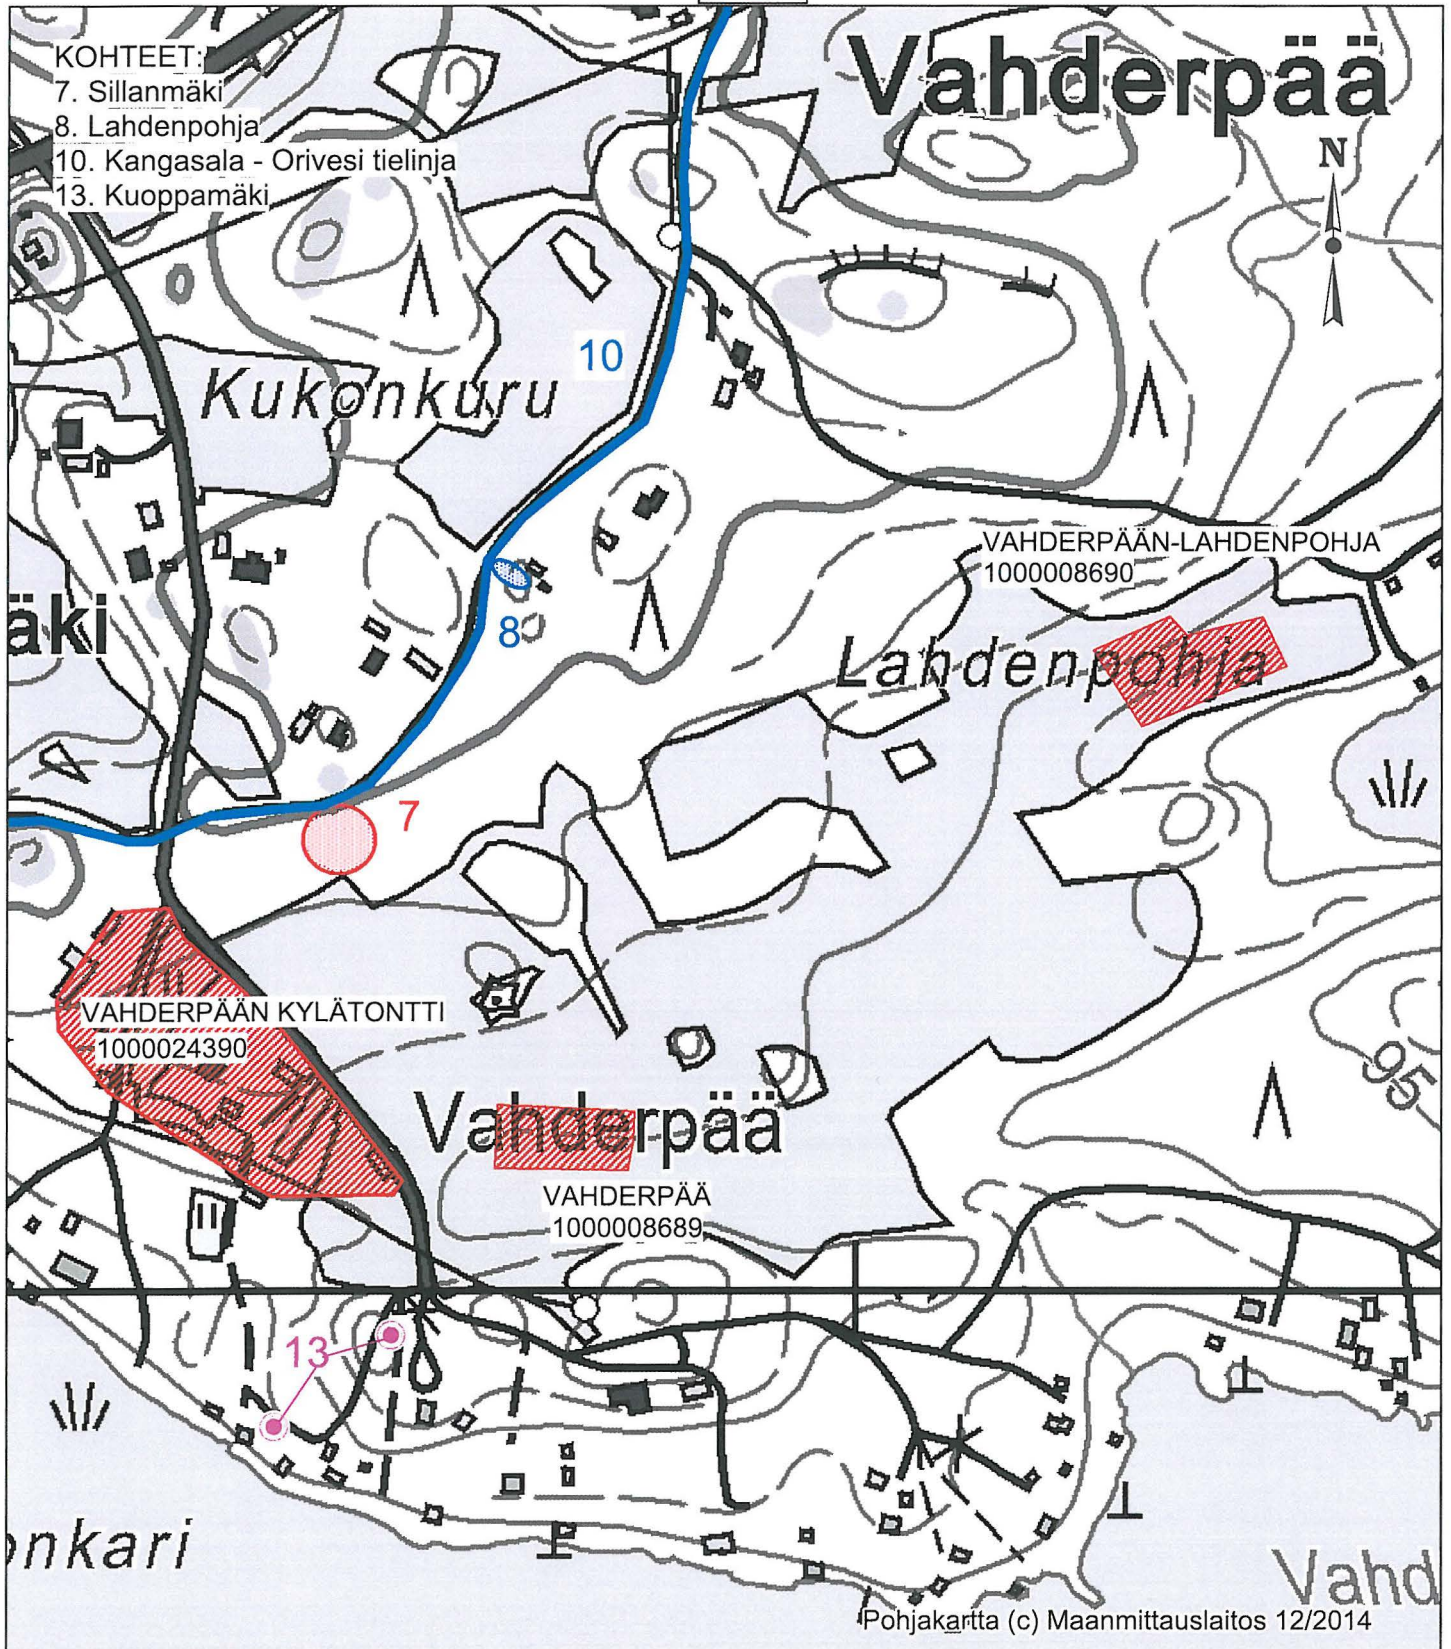 KOHTEET:
7. Sillanmäki
8. Lahdenpohja
10. Kangasala - Orivesi tielinja
13. Kuoppamäki
Vahderpää
N
10
Kukonkuru
VAHDERPÄÄN-LAHDENPOHJA
1000008690
8
äki
Lahdenpohja
7
VAHDERPÄÄN KYLÄTONTTI
1000024390
95
Vahderpää
VAHDERPÄÄ
1000008689
13
onkari
Vahd
Pohjakartta (c) Maanmittauslaitos 12/2014